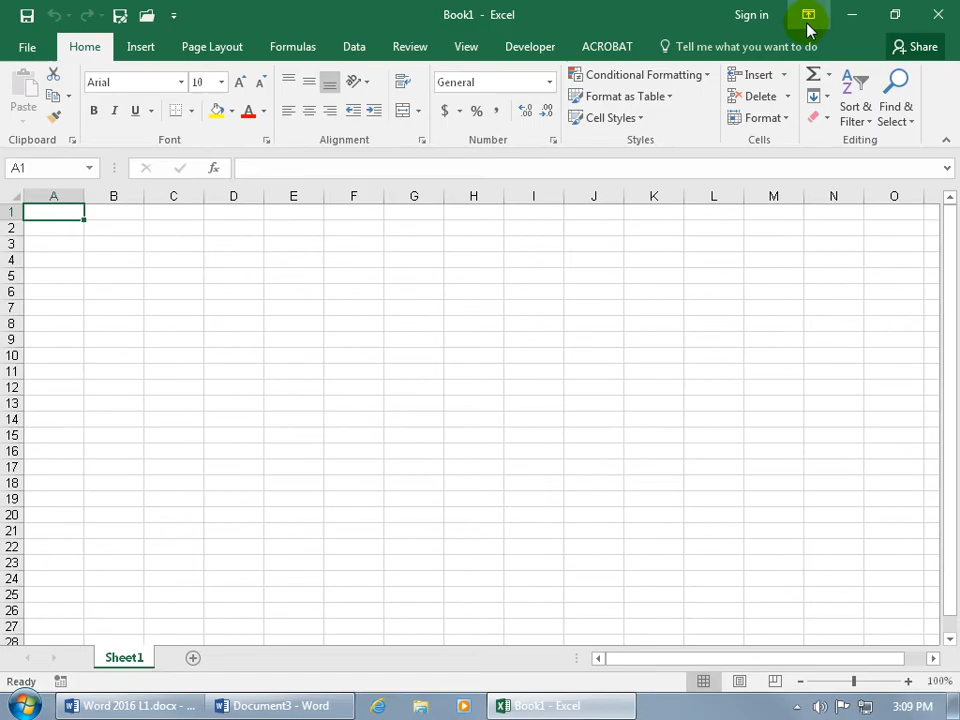 Book1 - Excel
Sign in
File Home Insert Page Layout Formulas Data Review View Developer ACROBAT Tell me what you want to do Share
Paste
Arial 10
B I U
General
$ % ,
Conditional Formatting
Format as Table
Cell Styles
Insert
Delete
Format
Sort & Filter
Find & Select
Clipboard Font Alignment Number Styles Cells Editing
A1 fx
A B C D E F G H I J K L M N O
1
2
3
4
5
6
7
8
9
10
11
12
13
14
15
16
17
18
19
20
21
22
23
24
25
26
27
28
Sheet1
Ready 100%
Word 2016 L1.docx - ... Document3 - Word Book1 - Excel 3:09 PM